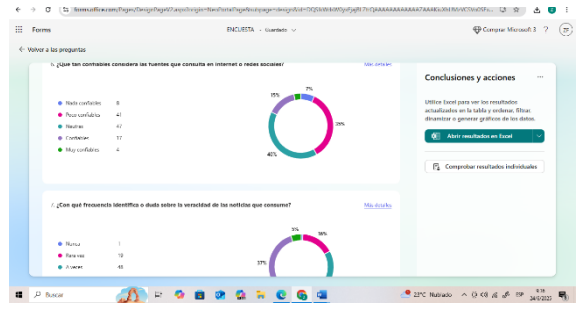 Forms
ENCUESTA - Guardado
Comprar Microsoft 3
?
Volver a las preguntas
6. ¿Qué tan confiables considera las fuentes que consulta en internet o redes sociales?
Más detalles
Nada confiables 8
Poco confiables 41
Neutras 47
Confiables 17
Muy confiables 4
7%
15%
40%
7. ¿Con qué frecuencia identifica o duda sobre la veracidad de las noticias que consume?
Más detalles
Nunca 1
Rara vez
A veces
5%
37%
Conclusiones y acciones
Utilice Excel para ver los resultados
actualizados en la tabla y ordenar, filtrar,
dinamizar o generar gráficos de los datos.
Abrir resultados en Excel
Comprobar resultados individuales
Buscar
23°C Nublado
ESP